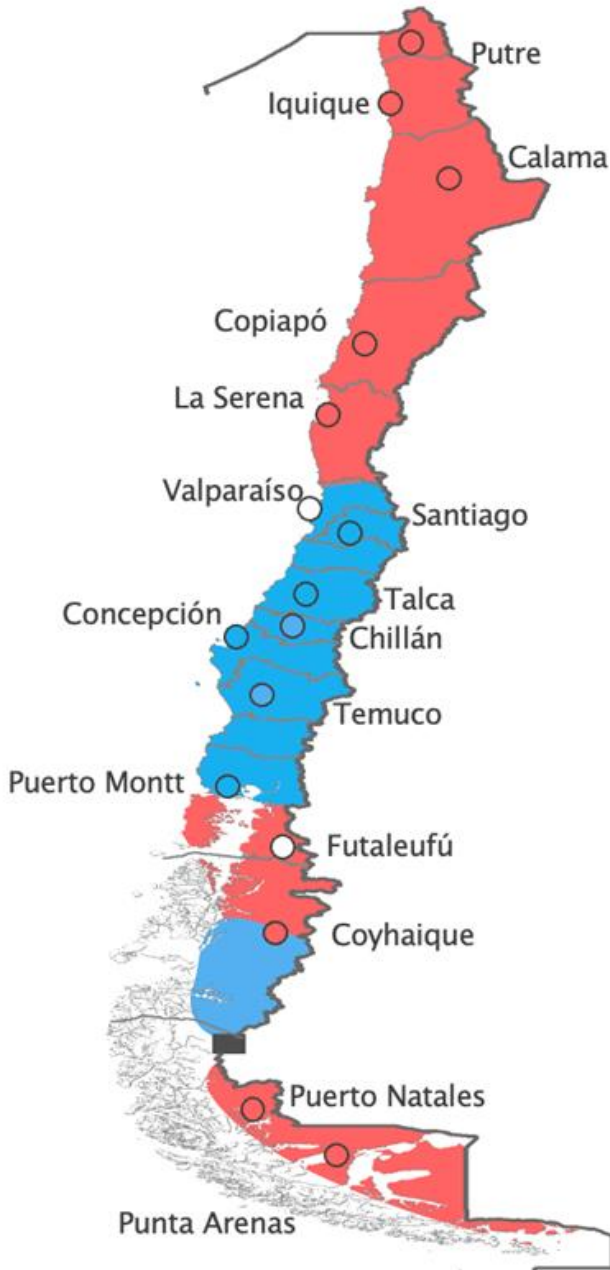 Putre
Iquique
Calama
Copiapó
La Serena
Valparaíso
Santiago
Talca
Concepción
Chillán
Temuco
Puerto Montt
Futaleufú
Coyhaique
Puerto Natales
Punta Arenas